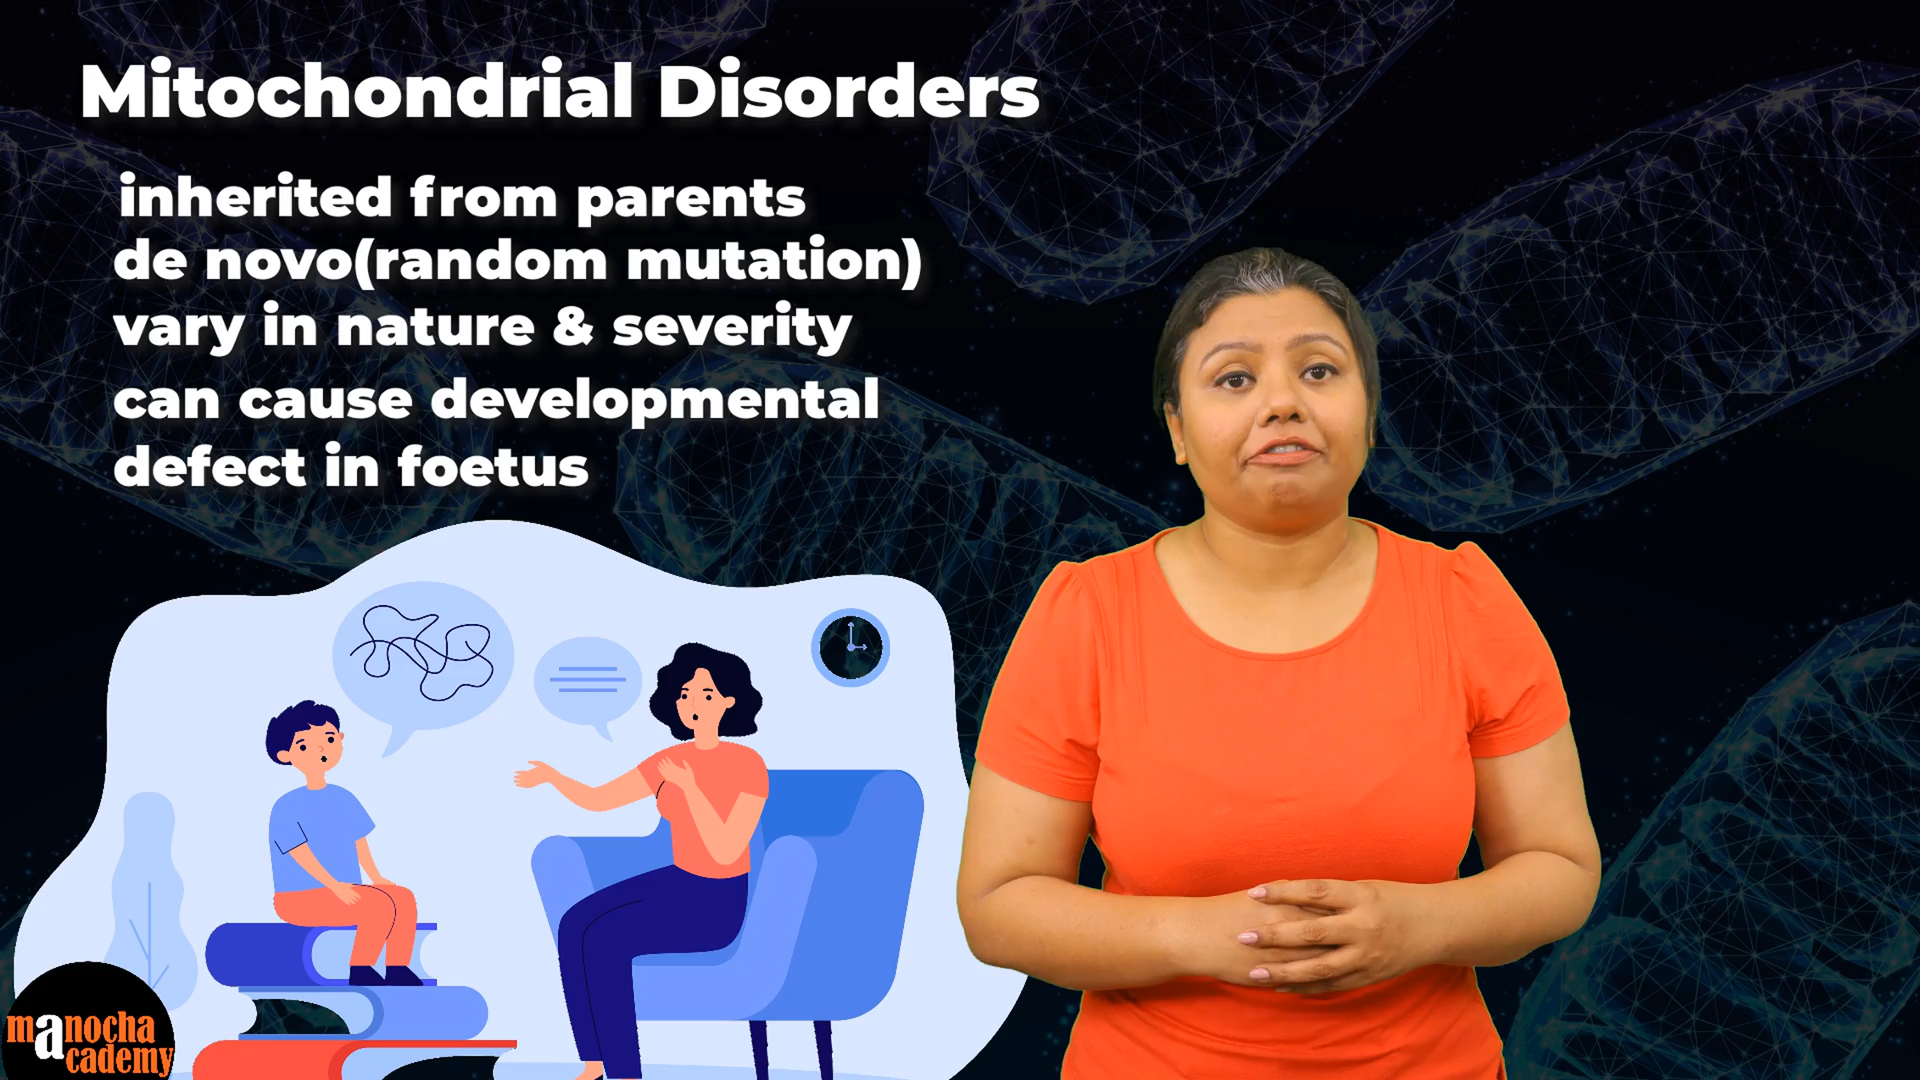 Mitochondrial Disorders
inherited from parents
de novo(random mutation)
vary in nature & severity
can cause developmental
defect in foetus
manocha
academy